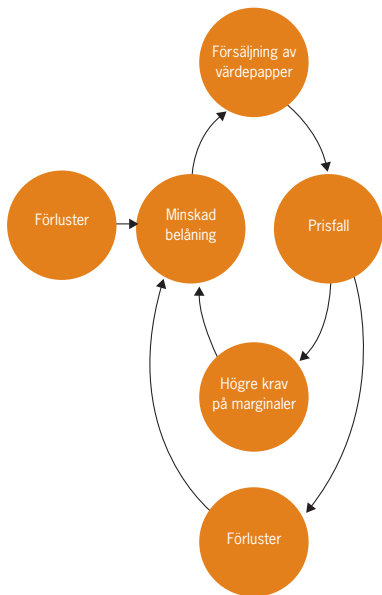 Försäljning av
värdepapper
Förluster
Minskad
belåning
Prisfall
Högre krav
på marginaler
Förluster